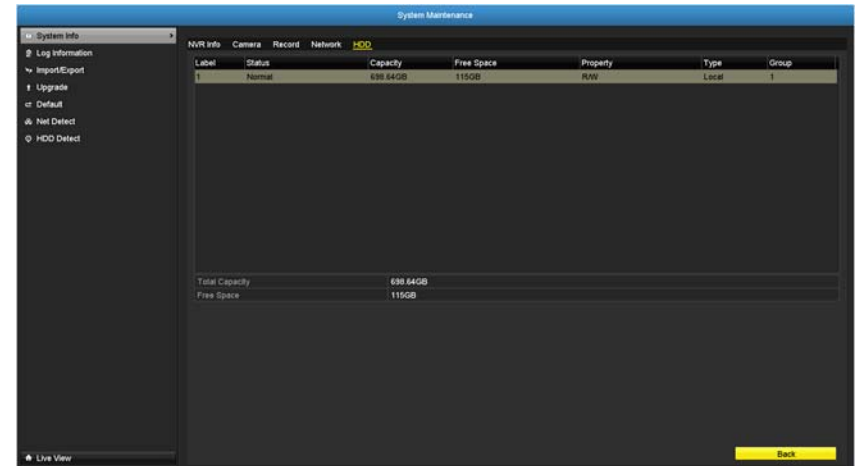 System Maintenance
System Info
Log Information
Import/Export
Upgrade
Default
Net Detect
HDD Detect
Live View
NVR Info Camera Record Network HDD
Label Status Capacity Free Space Property Type Group
1 Normal 698.64GB 115GB R/W Local 1
Total Capacity 698.64GB
Free Space 115GB
Back